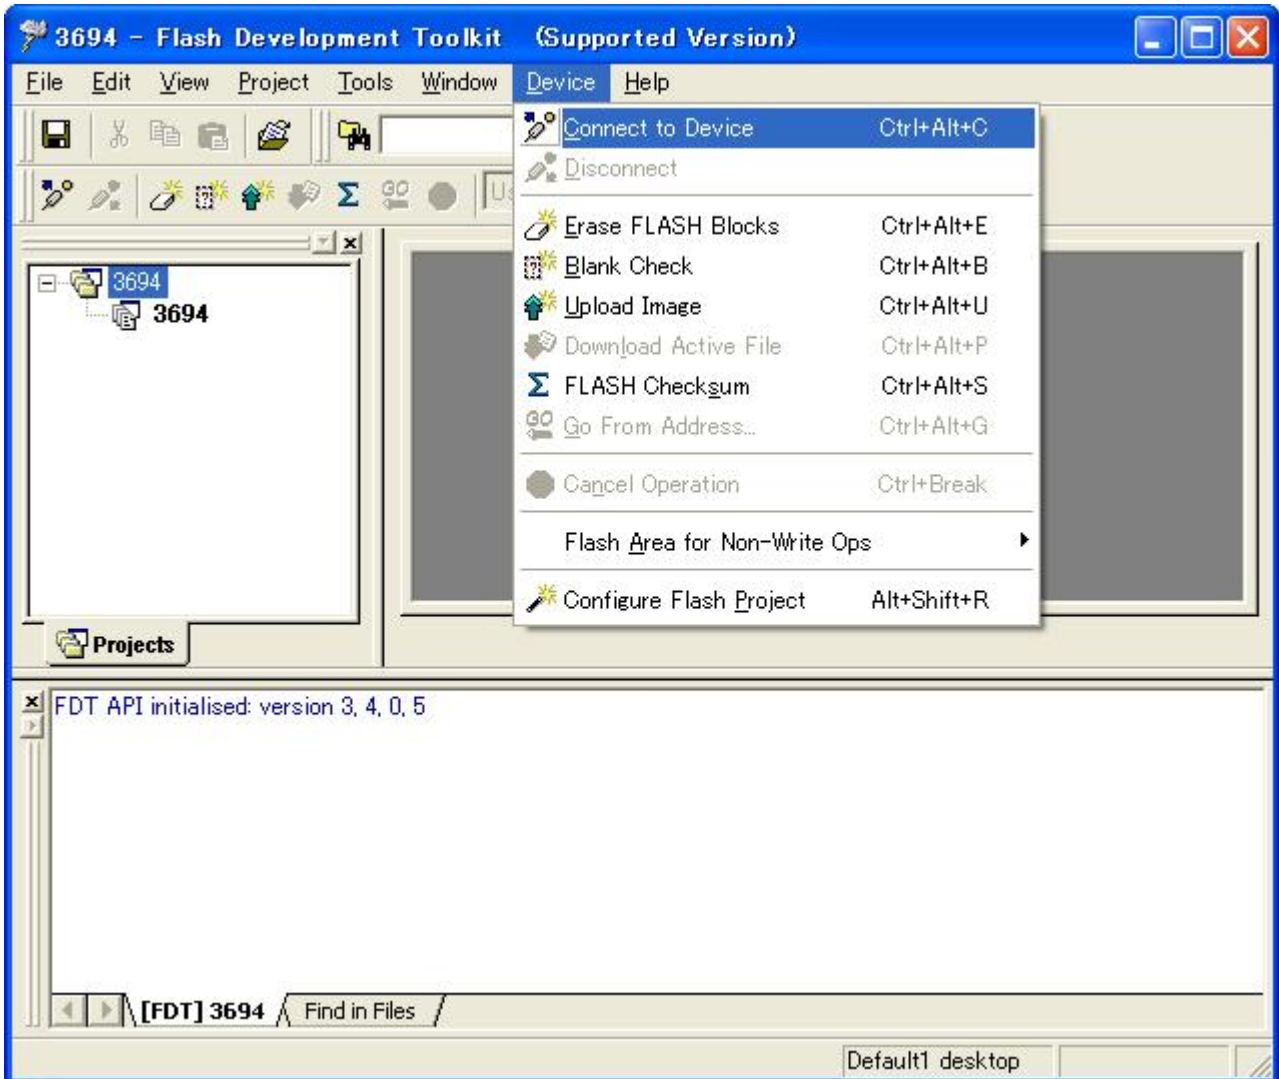 3694 - Flash Development Toolkit (Supported Version)
File Edit View Project Tools Window Device Help
Connect to Device Ctrl+Alt+C
Disconnect
Erase FLASH Blocks Ctrl+Alt+E
Blank Check Ctrl+Alt+B
Upload Image Ctrl+Alt+U
Download Active File Ctrl+Alt+P
FLASH Checksum Ctrl+Alt+S
Go From Address... Ctrl+Alt+G
Cancel Operation Ctrl+Break
Flash Area for Non-Write Ops
Configure Flash Project Alt+Shift+R
3694
3694
Projects
FDT API initialised: version 3, 4, 0, 5
[FDT] 3694 Find in Files
Default1 desktop